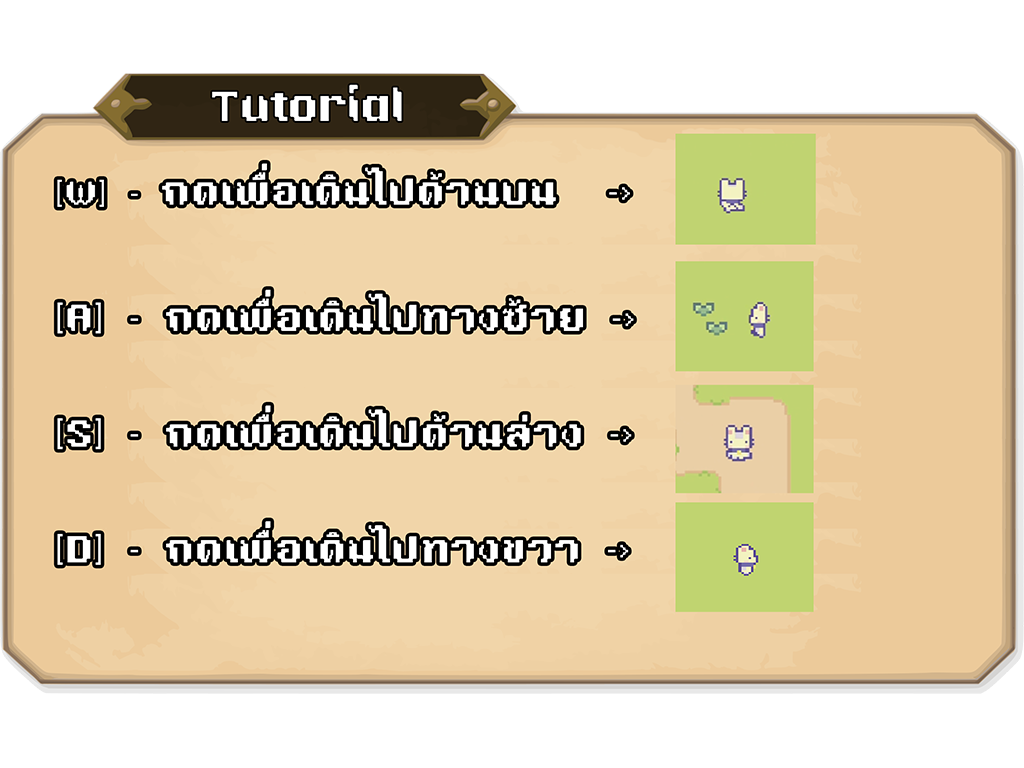 Tutorial
[W] - กดเพื่อเดินไปด้านบน ->
[A] - กดเพื่อเดินไปทางซ้าย ->
[S] - กดเพื่อเดินไปด้านล่าง ->
[D] - กดเพื่อเดินไปทางขวา ->